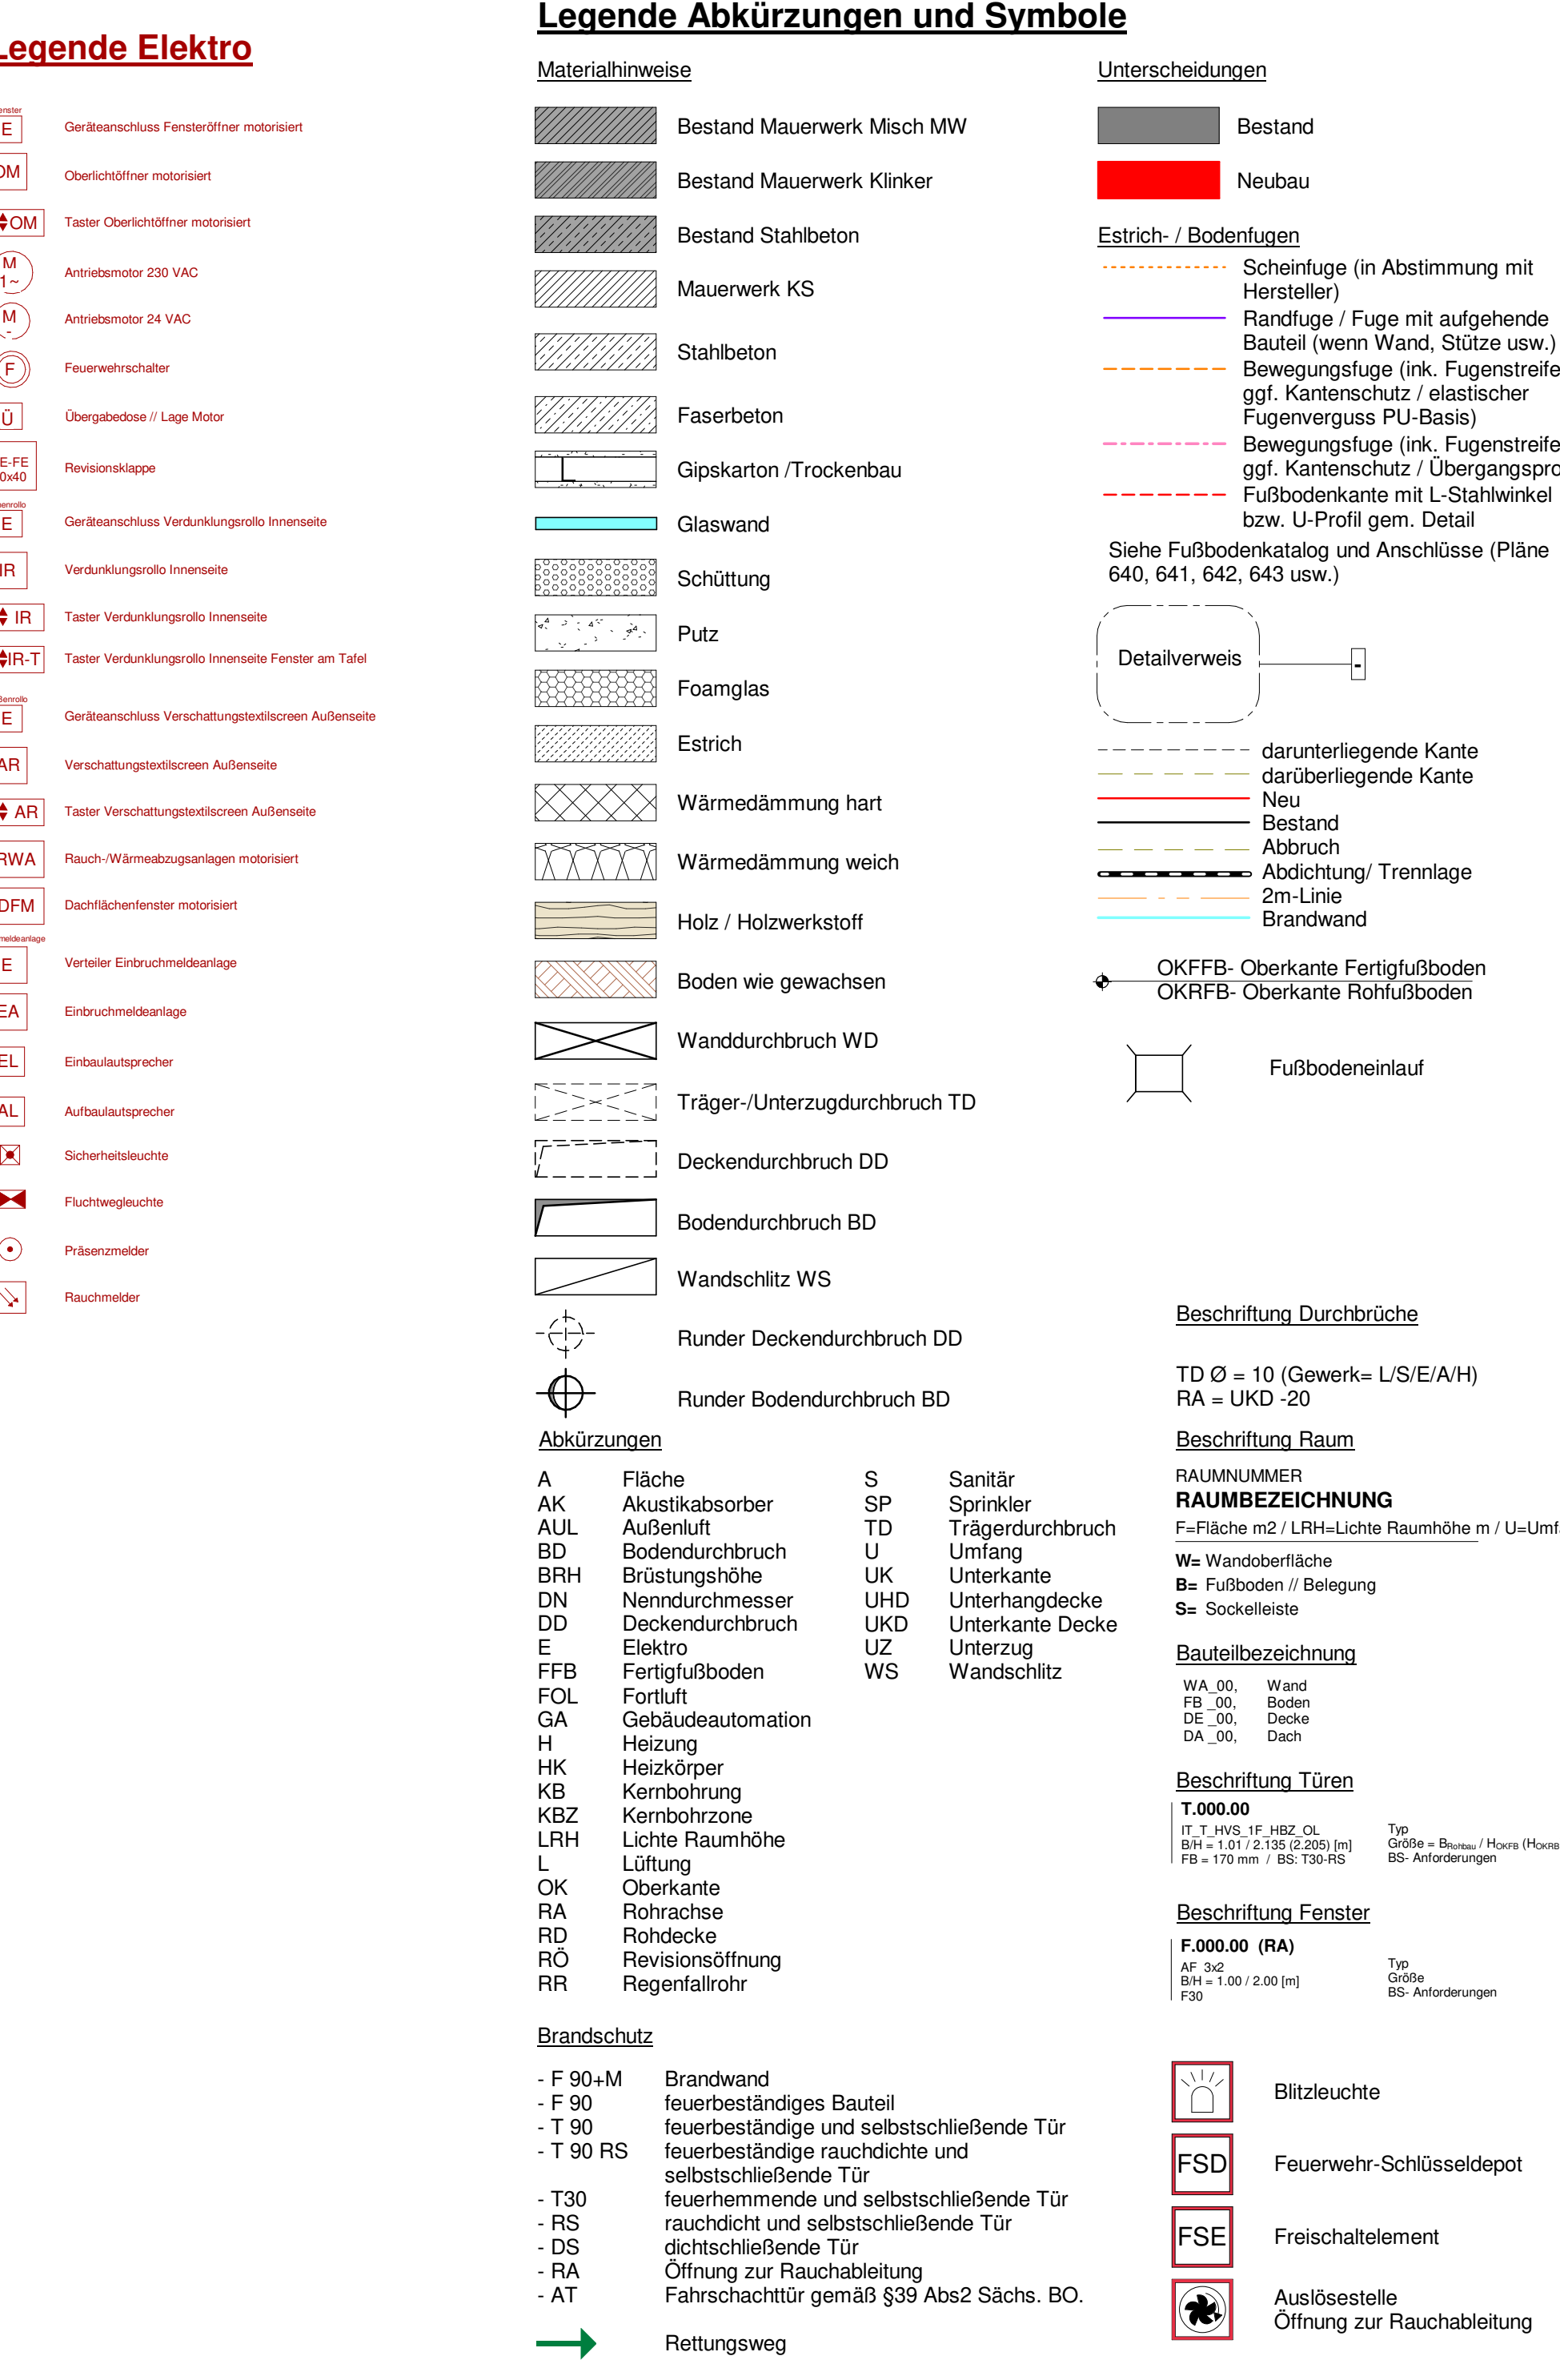 Legende Elektro
E
Geräteanschluss Fensteröffner motorisiert
OM
Oberlichtöffner motorisiert
OM
Taster Oberlichtöffner motorisiert
M
1~
Antriebsmotor 230 VAC
M
-
Antriebsmotor 24 VAC
F
Feuerwehrschalter
Ü
Übergabedose // Lage Motor
E-FE
0x40
Revisionsklappe
E
Geräteanschluss Verdunklungsrollo Innenseite
IR
Verdunklungsrollo Innenseite
IR
Taster Verdunklungsrollo Innenseite
IR-T
Taster Verdunklungsrollo Innenseite Fenster am Tafel
E
Geräteanschluss Verschattungstextilscreen Außenseite
AR
Verschattungstextilscreen Außenseite
AR
Taster Verschattungstextilscreen Außenseite
RWA
Rauch-/Wärmeabzugsanlagen motorisiert
DFM
Dachflächenfenster motorisiert
meldeanlage
E
Verteiler Einbruchmeldeanlage
EA
Einbruchmeldeanlage
EL
Einbaulautsprecher
AL
Aufbaulautsprecher
Sicherheitsleuchte
Fluchtwegleuchte
Präsenzmelder
Rauchmelder
Legende Abkürzungen und Symbole
Materialhinweise
Bestand Mauerwerk Misch MW
Bestand Mauerwerk Klinker
Bestand Stahlbeton
Mauerwerk KS
Stahlbeton
Faserbeton
Gipskarton /Trockenbau
Glaswand
Schüttung
Putz
Foamglas
Estrich
Wärmedämmung hart
Wärmedämmung weich
Holz / Holzwerkstoff
Boden wie gewachsen
Wanddurchbruch WD
Träger-/Unterzugdurchbruch TD
Deckendurchbruch DD
Bodendurchbruch BD
Wandschlitz WS
Runder Deckendurchbruch DD
Runder Bodendurchbruch BD
Unterscheidungen
Bestand
Neubau
Estrich- / Bodenfugen
Scheinfuge (in Abstimmung mit
Hersteller)
Randfuge / Fuge mit aufgehende
Bauteil (wenn Wand, Stütze usw.)
Bewegungsfuge (ink. Fugenstreife
ggf. Kantenschutz / elastischer
Fugenverguss PU-Basis)
Bewegungsfuge (ink. Fugenstreife
ggf. Kantenschutz / Übergangspro
Fußbodenkante mit L-Stahlwinkel
bzw. U-Profil gem. Detail
Siehe Fußbodenkatalog und Anschlüsse (Pläne
640, 641, 642, 643 usw.)
Detailverweis
-
darunterliegende Kante
darüberliegende Kante
Neu
Bestand
Abbruch
Abdichtung/ Trennlage
2m-Linie
Brandwand
OKFFB- Oberkante Fertigfußboden
OKRFB- Oberkante Rohfußboden
Fußbodeneinlauf
Abkürzungen
A Fläche
AK Akustikabsorber
AUL Außenluft
BD Bodendurchbruch
BRH Brüstungshöhe
DN Nenndurchmesser
DD Deckendurchbruch
E Elektro
FFB Fertigfußboden
FOL Fortluft
GA Gebäudeautomation
H Heizung
HK Heizkörper
KB Kernbohrung
KBZ Kernbohrzone
LRH Lichte Raumhöhe
L Lüftung
OK Oberkante
RA Rohrachse
RD Rohdecke
RÖ Revisionsöffnung
RR Regenfallrohr
S Sanitär
SP Sprinkler
TD Trägerdurchbruch
U Umfang
UK Unterkante
UHD Unterhangdecke
UKD Unterkante Decke
UZ Unterzug
WS Wandschlitz
Beschriftung Durchbrüche
TD Ø = 10 (Gewerk= L/S/E/A/H)
RA = UKD -20
Beschriftung Raum
RAUMNUMMER
RAUMBEZEICHNUNG
F=Fläche m2 / LRH=Lichte Raumhöhe m / U=Umf
W= Wandoberfläche
B= Fußboden // Belegung
S= Sockelleiste
Bauteilbezeichnung
WA_00, Wand
FB _00, Boden
DE _00, Decke
DA _00, Dach
Beschriftung Türen
T.000.00
IT_T_HVS_1F_HBZ_OL Typ
B/H = 1.01 / 2.135 (2.205) [m] Größe = BRohbau / HOKFB (HOKRB
FB = 170 mm / BS: T30-RS BS- Anforderungen
Beschriftung Fenster
F.000.00 (RA)
AF 3x2 Typ
B/H = 1.00 / 2.00 [m] Größe
F30 BS- Anforderungen
Brandschutz
- F 90+M Brandwand
- F 90 feuerbeständiges Bauteil
- T 90 feuerbeständige und selbstschließende Tür
- T 90 RS feuerbeständige rauchdichte und
selbstschließende Tür
- T30 feuerhemmende und selbstschließende Tür
- RS rauchdicht und selbstschließende Tür
- DS dichtschließende Tür
- RA Öffnung zur Rauchableitung
- AT Fahrschachttür gemäß §39 Abs2 Sächs. BO.
Rettungsweg
Blitzleuchte
FSD
Feuerwehr-Schlüsseldepot
FSE
Freischaltelement
Auslösestelle
Öffnung zur Rauchableitung